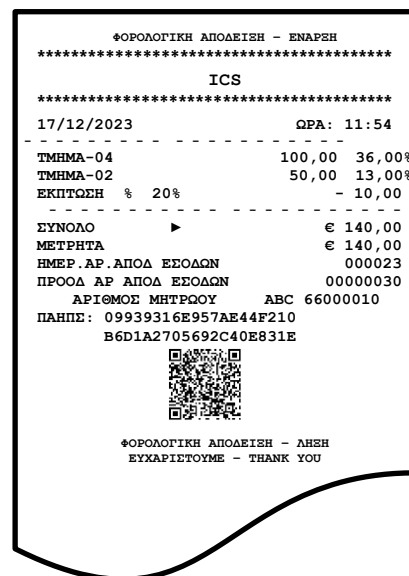 ΦΟΡΟΛΟΓΙΚΗ ΑΠΟΔΕΙΞΗ – ΕΝΑΡΞΗ
******************************************
ICS
******************************************
17/12/2023 ΩΡΑ: 11:54
- - - - - - - - - - - - - - - - - - - -
ΤΜΗΜΑ-04 100,00 36,00%
ΤΜΗΜΑ-02 50,00 13,00%
ΕΚΠΤΩΣΗ % 20% – 10,00
- - - - - - - - - - - - - - - - - - - -
ΣΥΝΟΛΟ ► € 140,00
ΜΕΤΡΗΤΑ € 140,00
ΗΜΕΡ.ΑΡ.ΑΠΟΔ ΕΣΟΔΩΝ 000023
ΠΡΟΟΔ ΑΡ ΑΠΟΔ ΕΣΟΔΩΝ 00000030
ΑΡΙΘΜΟΣ ΜΗΤΡΩΟΥ ABC 66000010
ΠΑΗΠΣ: 09939316E957AE44F210
B6D1A2705692C40E831E
ΦΟΡΟΛΟΓΙΚΗ ΑΠΟΔΕΙΞΗ – ΛΗΞΗ
ΕΥΧΑΡΙΣΤΟΥΜΕ – THANK YOU